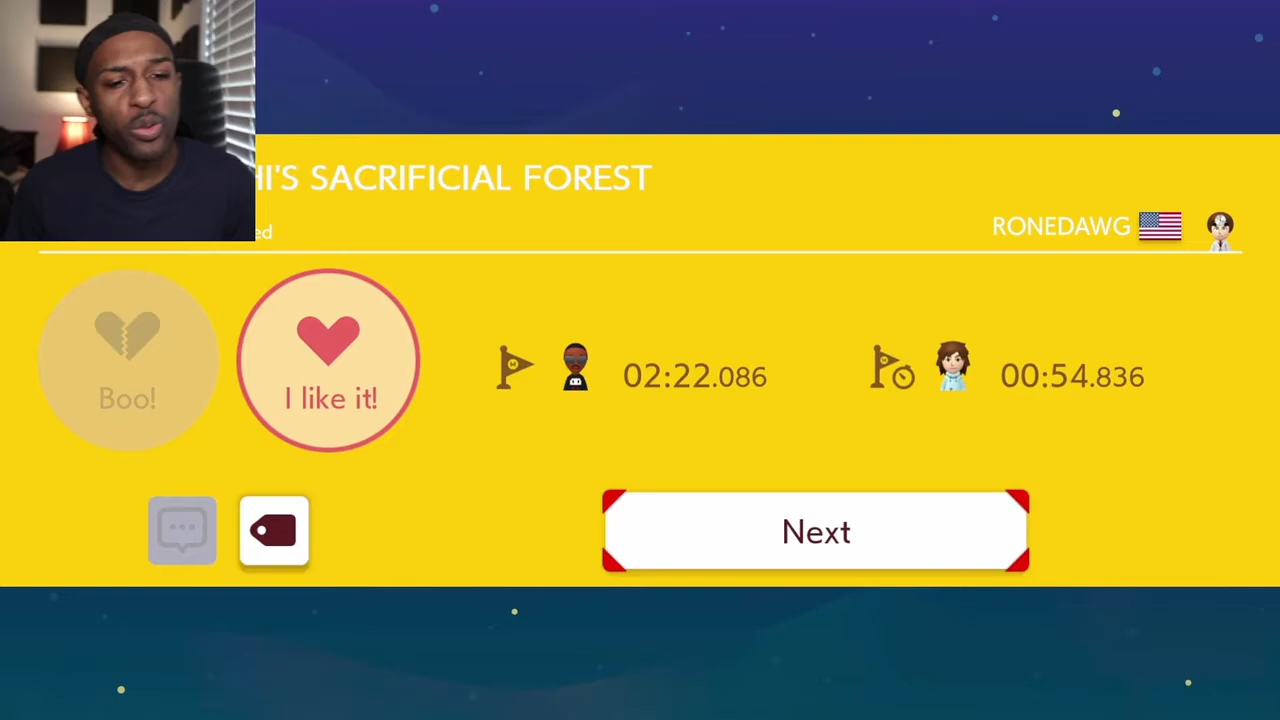 HI'S SACRIFICIAL FOREST
ed
RONEDAWG
Boo!
I like it!
02:22.086
00:54.836
Next